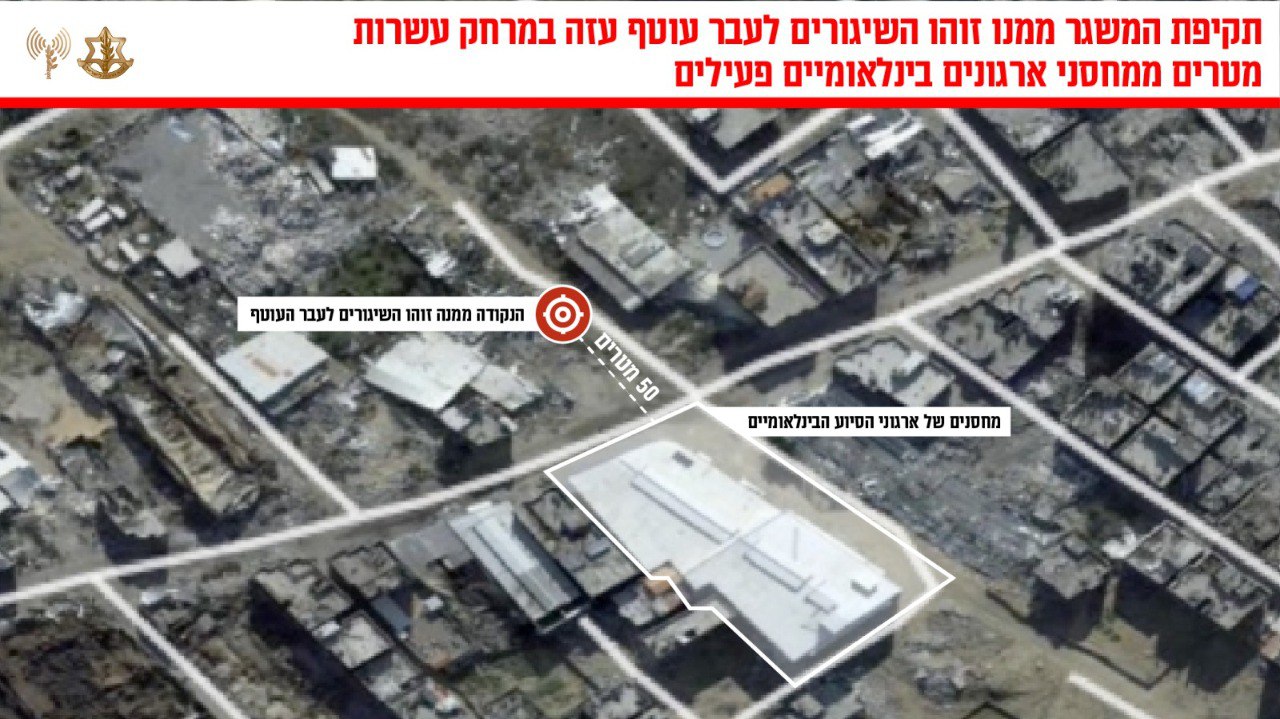 תקיפת המשגר ממנו זוהו השיגורים לעבר עוטף עזה במרחק עשרות
מטרים ממחסני ארגונים בינלאומיים פעילים
הנקודה ממנה זוהו השיגורים לעבר העוטף
50 מטרים
מחסנים של ארגוני הסיוע הבינלאומיים